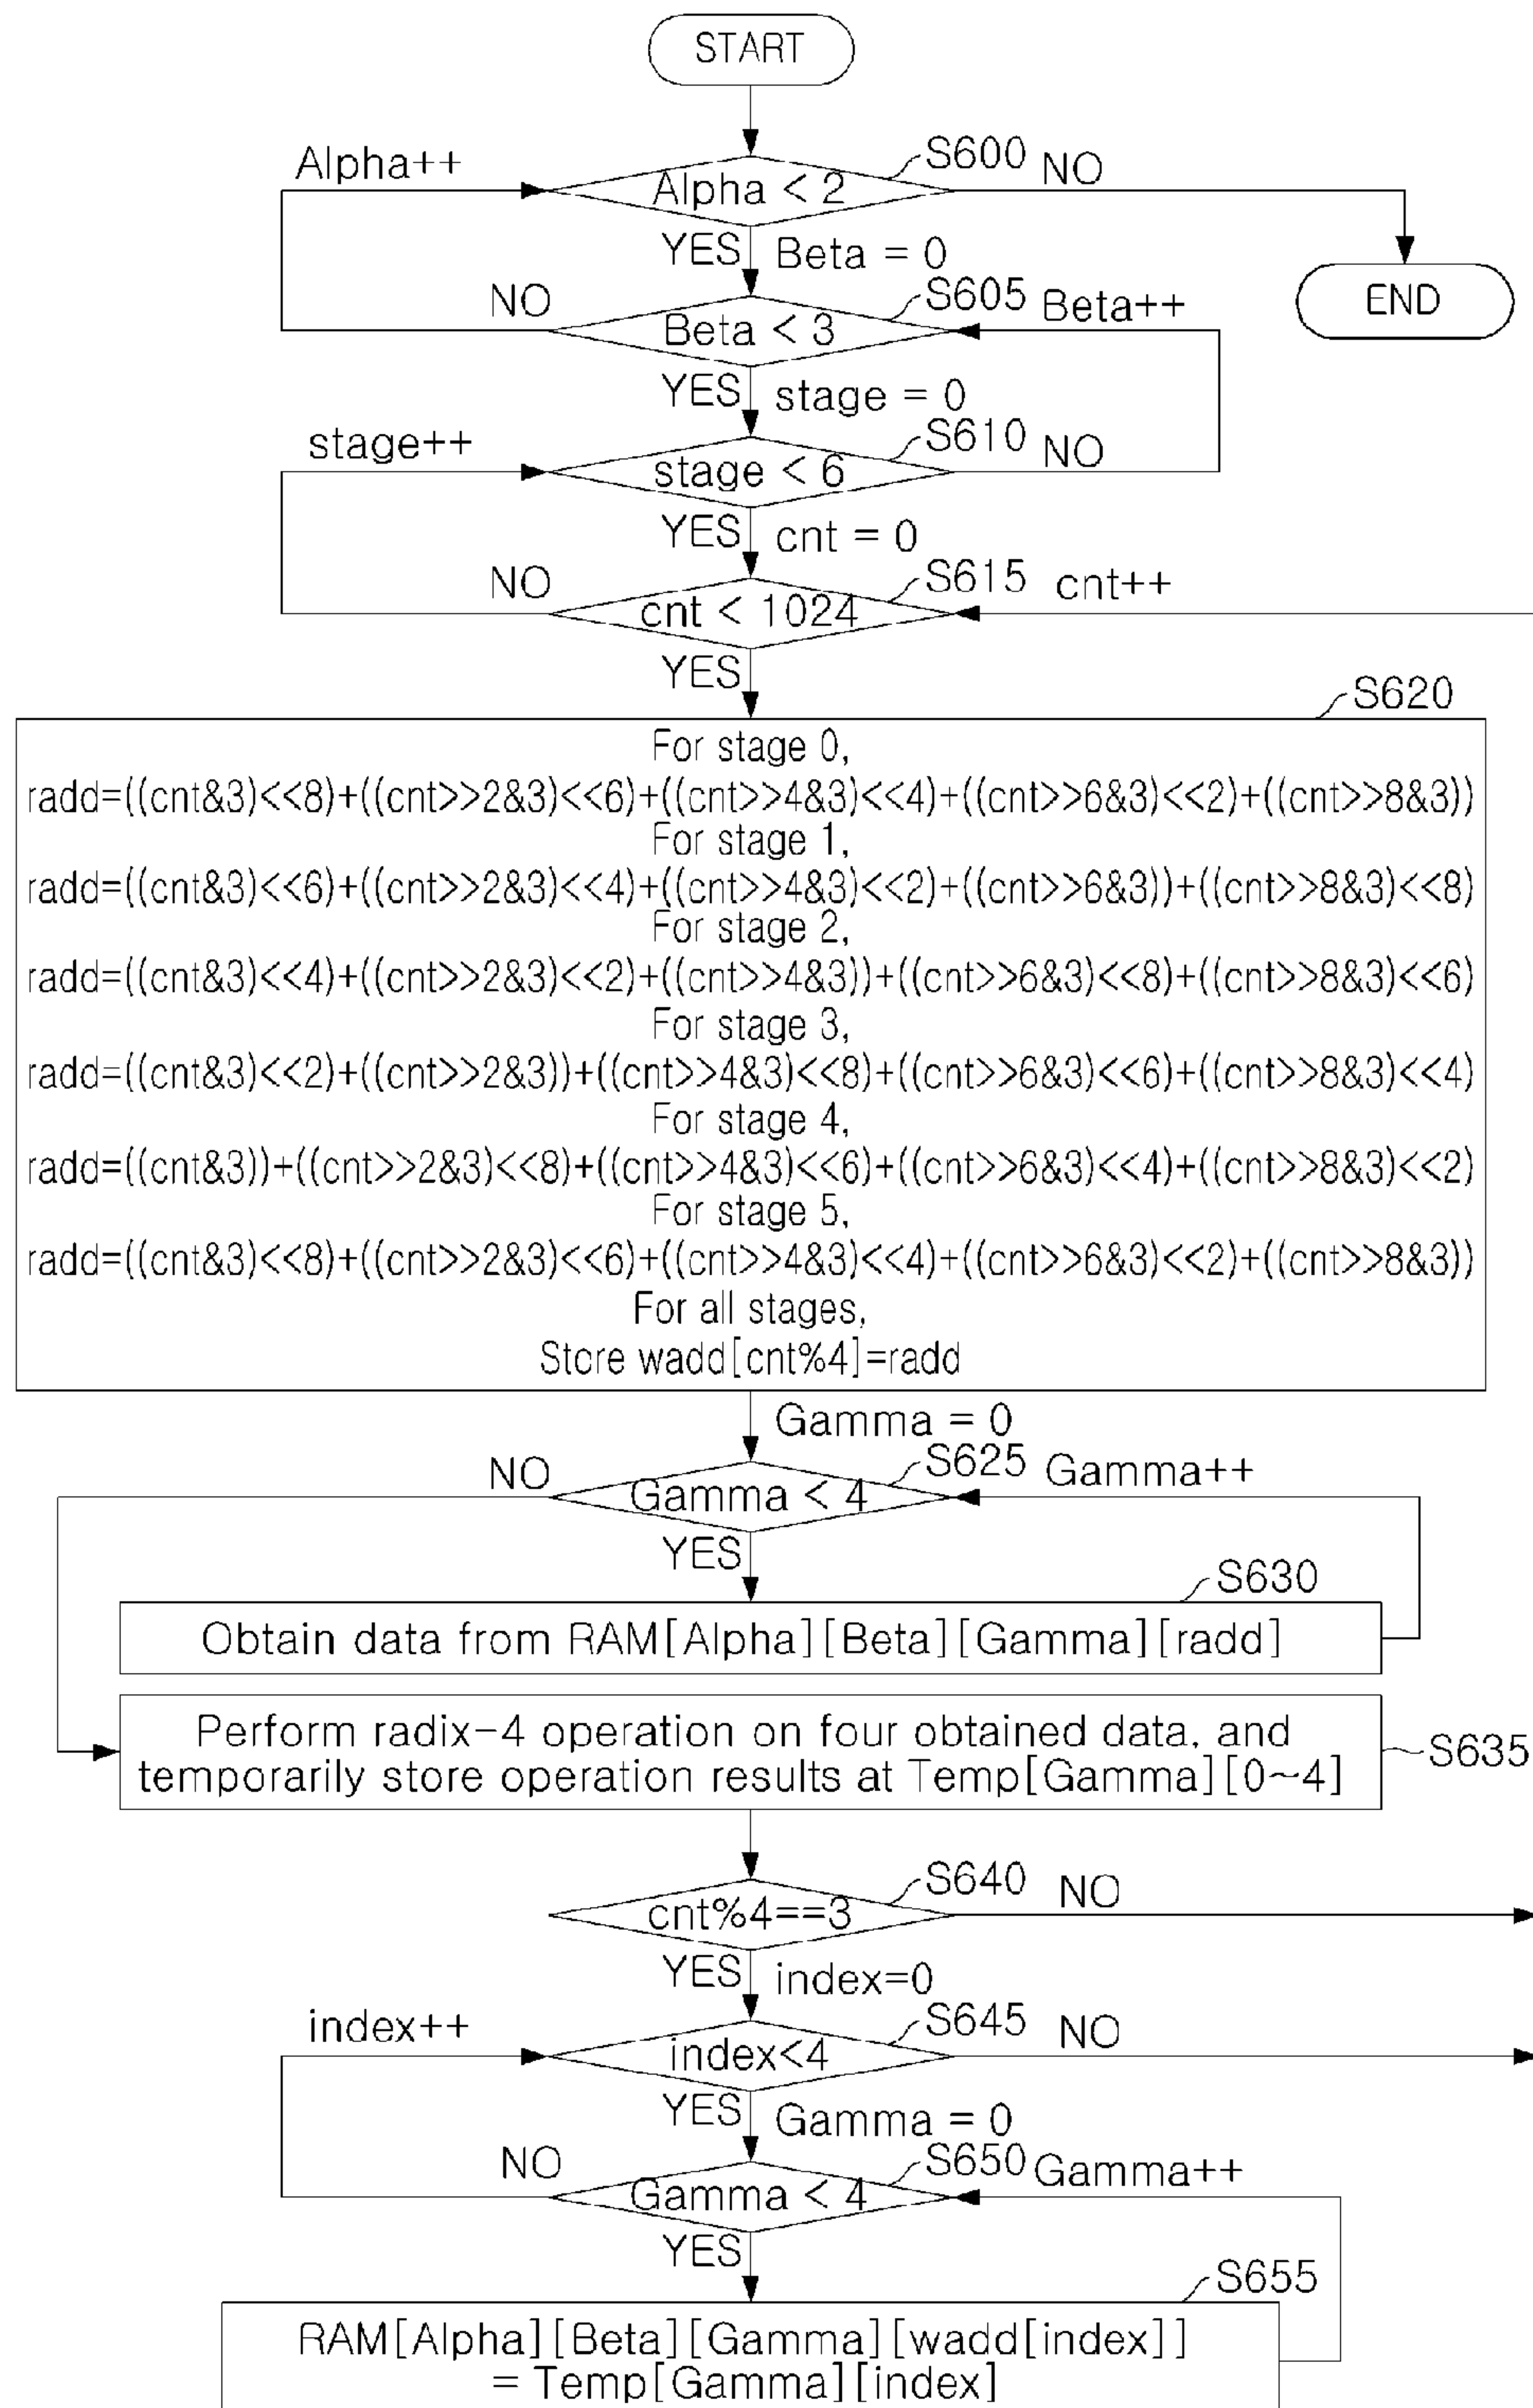 START
Alpha++
S600
NO
Alpha < 2
YES
Beta = 0
END
NO
S605
Beta++
Beta < 3
YES
stage = 0
stage++
S610
NO
stage < 6
YES
cnt = 0
NO
S615
cnt++
cnt < 1024
YES
S620
For stage 0,
radd=((cnt&3)<<8)+((cnt>>2&3)<<6)+((cnt>>4&3)<<4)+((cnt>>6&3)<<2)+((cnt>>8&3))
For stage 1,
radd=((cnt&3)<<6)+((cnt>>2&3)<<4)+((cnt>>4&3)<<2)+((cnt>>6&3))+((cnt>>8&3)<<8)
For stage 2,
radd=((cnt&3)<<4)+((cnt>>2&3)<<2)+((cnt>>4&3))+((cnt>>6&3)<<8)+((cnt>>8&3)<<6)
For stage 3,
radd=((cnt&3)<<2)+((cnt>>2&3))+((cnt>>4&3)<<8)+((cnt>>6&3)<<6)+((cnt>>8&3)<<4)
For stage 4,
radd=((cnt&3))+((cnt>>2&3)<<8)+((cnt>>4&3)<<6)+((cnt>>6&3)<<4)+((cnt>>8&3)<<2)
For stage 5,
radd=((cnt&3)<<8)+((cnt>>2&3)<<6)+((cnt>>4&3)<<4)+((cnt>>6&3)<<2)+((cnt>>8&3))
For all stages,
Store wadd[cnt%4]=radd
Gamma = 0
NO
S625
Gamma++
Gamma < 4
YES
S630
Obtain data from RAM[Alpha][Beta][Gamma][radd]
Perform radix-4 operation on four obtained data, and
temporarily store operation results at Temp[Gamma][0~4]
S635
S640
NO
cnt%4==3
YES
index=0
index++
S645
NO
index<4
YES
Gamma = 0
NO
S650
Gamma++
Gamma < 4
YES
S655
RAM[Alpha][Beta][Gamma][wadd[index]]
= Temp[Gamma][index]